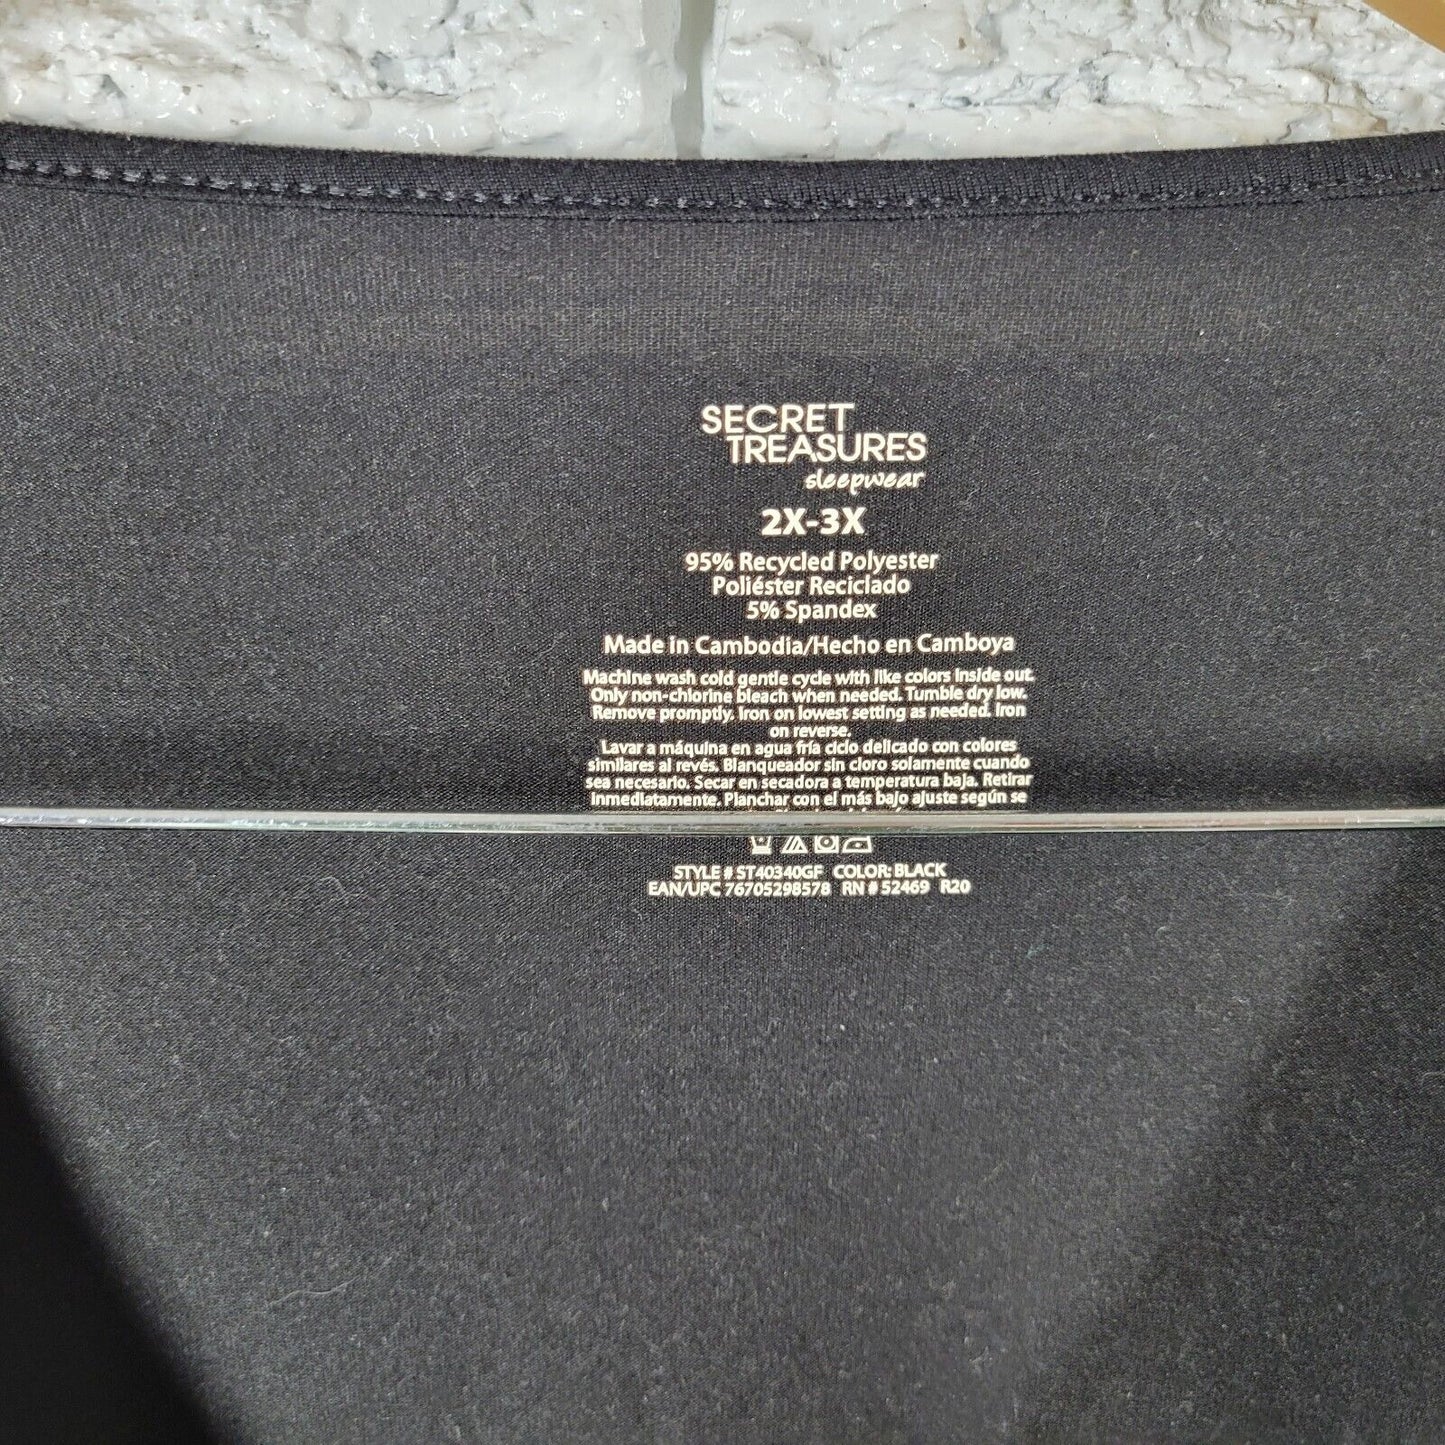 SECRET
TREASURES
sleepwear
2X-3X
95% Recycled Polyester
Poliéster Reciclado
5% Spandex
Made in Cambodia/Hecho en Camboya
Machine wash cold gentle cycle with like colors inside out.
Only non-chlorine bleach when needed. Tumble dry low.
Remove promptly. Iron on lowest setting as needed. Iron
on reverse.
Lavar a máquina en agua fría ciclo delicado con colores
similares al revés. Blanqueador sin cloro solamente cuando
sea necesario. Secar en secadora a temperatura baja. Retirar
inmediatamente. Planchar con el más bajo ajuste según se
STYLE # ST40340GF COLOR: BLACK
EAN/UPC 76705298578 RN # 52469 R20